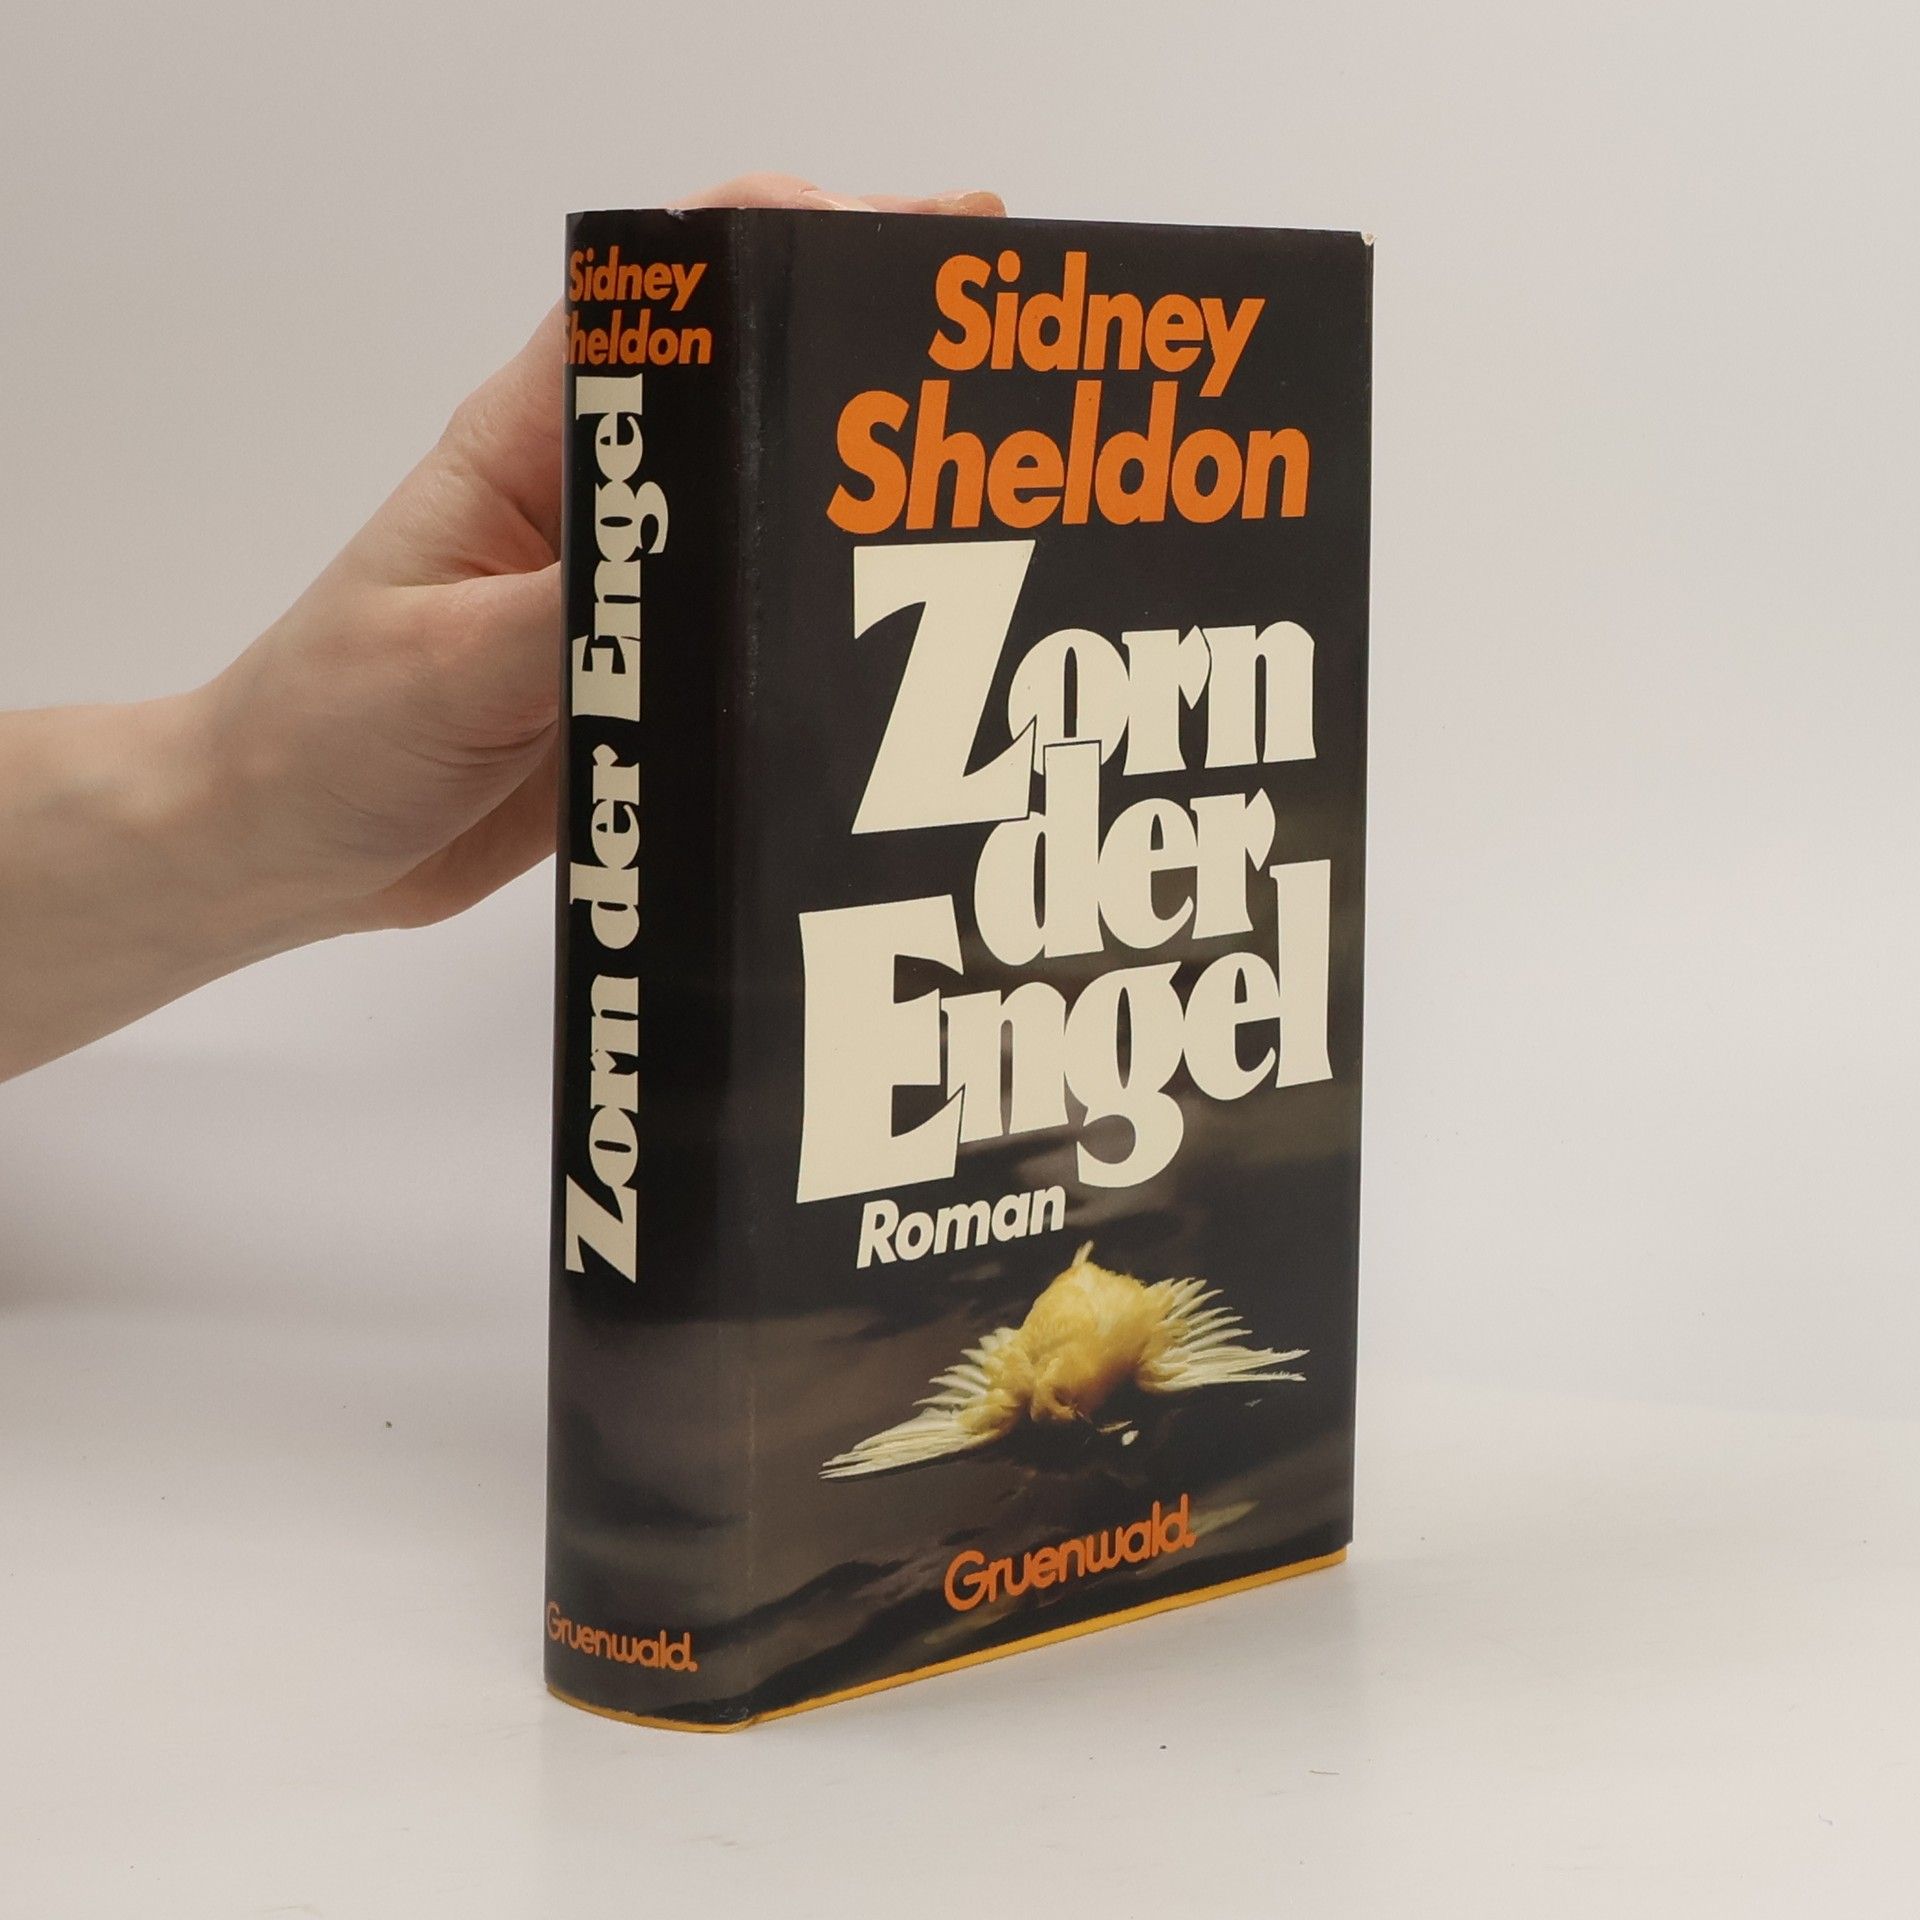 Sidney
Sheldon
Zorn der Engel
Gruenwald.
Sidney
Sheldon
Zorn
der
Engel
Roman
Gruenwald.